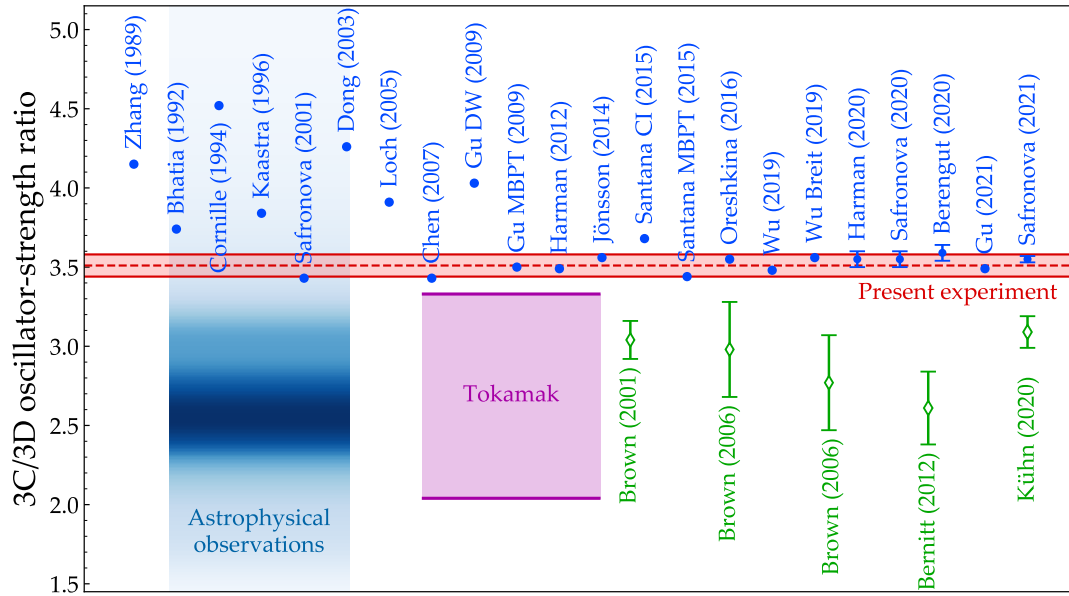 3C/3D oscillator-strength ratio
5.0
4.5
4.0
3.5
3.0
2.5
2.0
1.5
Zhang (1989)
Bhatia (1992)
Cornille (1994)
Kaastra (1996)
Safronova (2001)
Dong (2003)
Loch (2005)
Chen (2007)
Gu DW (2009)
Gu MBPT (2009)
Harman (2012)
Jönsson (2014)
Santana CI (2015)
Santana MBPT (2015)
Oreshkina (2016)
Wu (2019)
Wu Breit (2019)
Harman (2020)
Safronova (2020)
Berengut (2020)
Gu (2021)
Safronova (2021)
Present experiment
Tokamak
Astrophysical
observations
Brown (2001)
Brown (2006)
Brown (2006)
Bernitt (2012)
Kühn (2020)